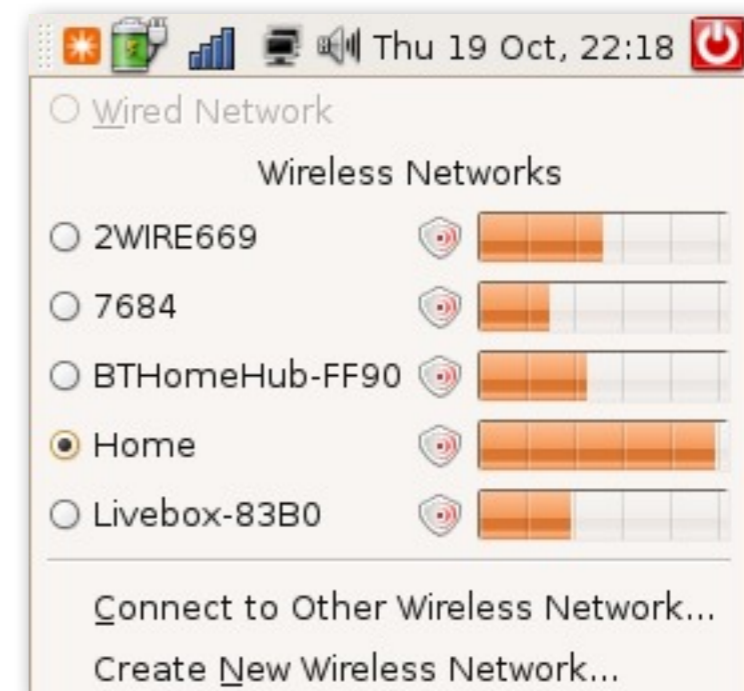 Thu 19 Oct, 22:18
Wired Network
Wireless Networks
2WIRE669
7684
BTHomeHub-FF90
Home
Livebox-83B0
Connect to Other Wireless Network...
Create New Wireless Network...